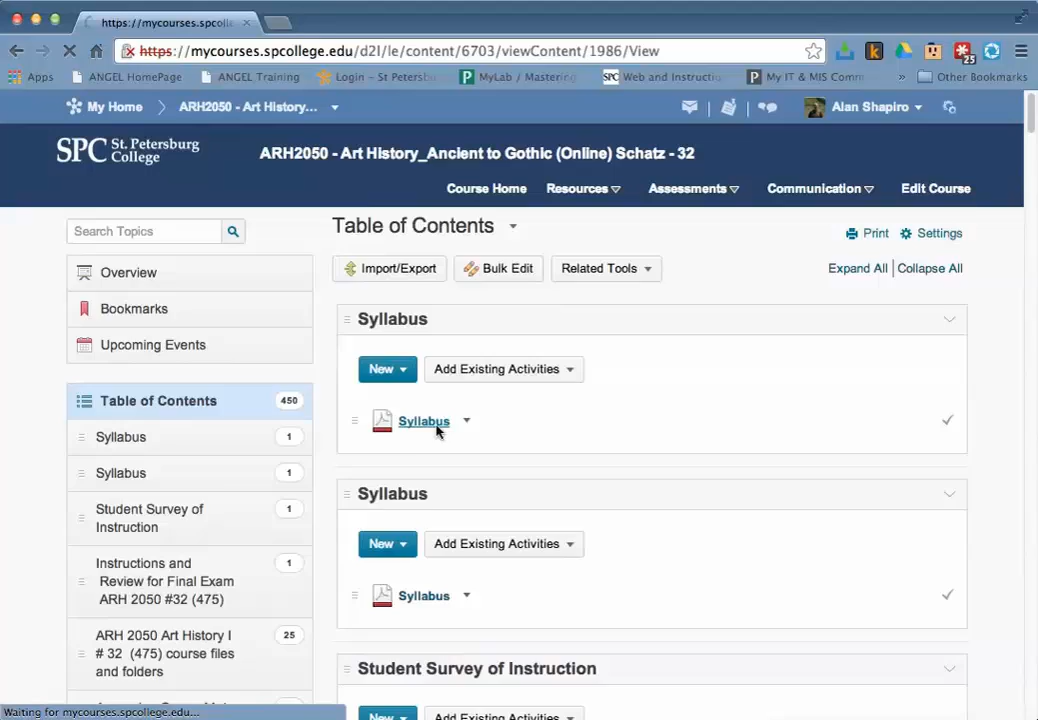 https://mycourses.spcolle
https://mycourses.spcollege.edu/d2l/le/content/6703/viewContent/1986/View
25
Apps ANGEL HomePage ANGEL Training Login – St Petersb MyLab / Mastering SPC Web and Instructi MyIT & MIS Comm » Other Bookmarks
My Home ARH2050 - Art History... Alan Shapiro
SPC St. Petersburg College
ARH2050 - Art History_Ancient to Gothic (Online) Schatz - 32
Course Home Resources Assessments Communication Edit Course
Search Topics
Overview
Bookmarks
Upcoming Events
Table of Contents 450
Syllabus 1
Syllabus 1
Student Survey of 1
Instruction
Instructions and 1
Review for Final Exam
ARH 2050 #32 (475)
ARH 2050 Art History I 25
# 32 (475) course files
and folders
Table of Contents
Print Settings
Import/Export Bulk Edit Related Tools Expand All | Collapse All
Syllabus
New Add Existing Activities
Syllabus
Syllabus
New Add Existing Activities
Syllabus
Student Survey of Instruction
New Add Existing Activities
Waiting for mycourses.spcollege.edu...